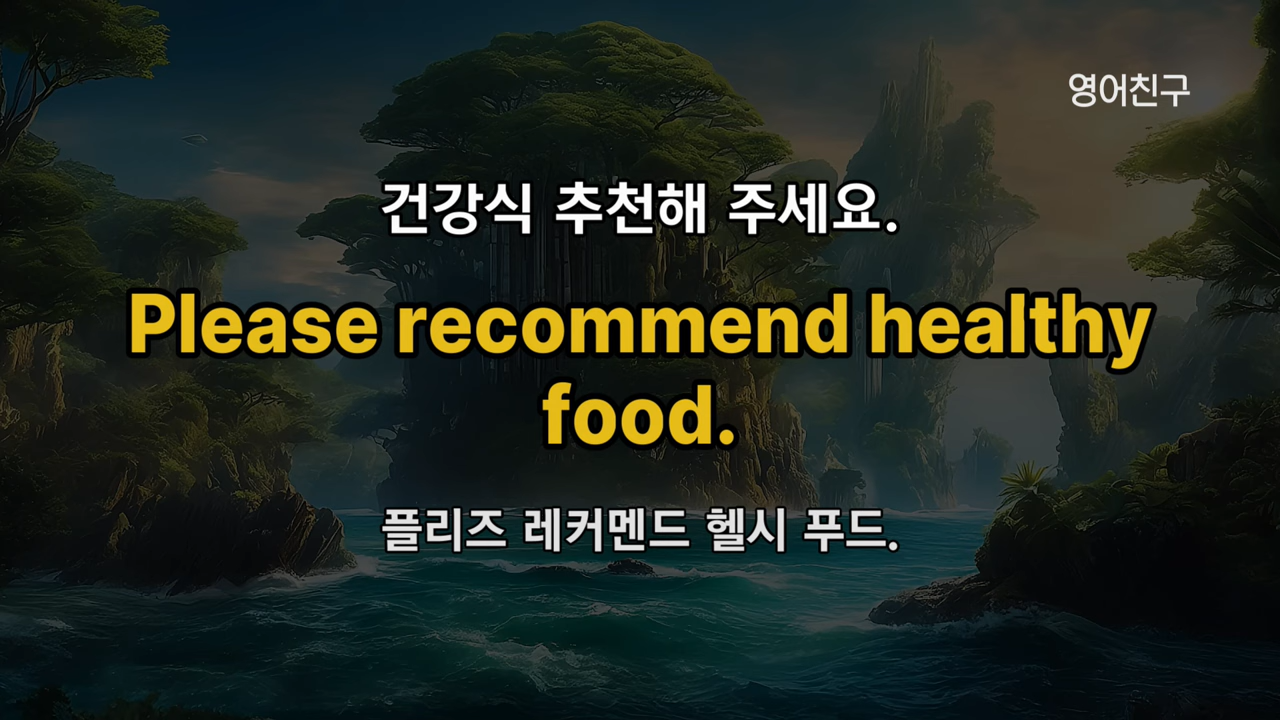 영어친구
건강식 추천해 주세요.
Please recommend healthy
food.
플리즈 레커멘드 헬시 푸드.